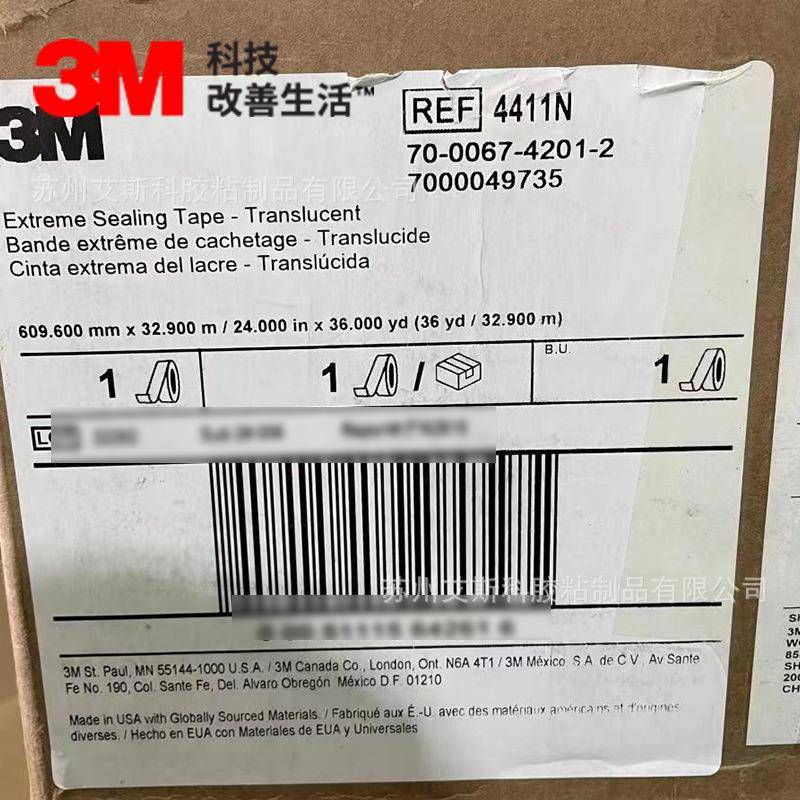 3M 科技
改善生活™
3M
REF 4411N
70-0067-4201-2
7000049735
苏州艾斯科胶粘制品有限公司
Extreme Sealing Tape - Translucent
Bande extrême de cachetage - Translucide
Cinta extrema del lacre - Translúcida
609.600 mm x 32.900 m / 24.000 in x 36.000 yd (36 yd / 32.900 m)
B.U.
1 1 / 1
苏州艾斯科胶粘制品有限公司
3M St. Paul, MN 55144-1000 U.S.A. / 3M Canada Co., London, Ont. N6A 4T1 / 3M México S.A. de C.V., Av Sante
Fe No. 190, Col. Sante Fe, Del. Alvaro Obregón México D.F. 01210
Made in USA with Globally Sourced Materials. / Fabriqué aux É.-U. avec des matériaux américains et d'origines
diverses. / Hecho en EUA con Materiales de EUA y Universales